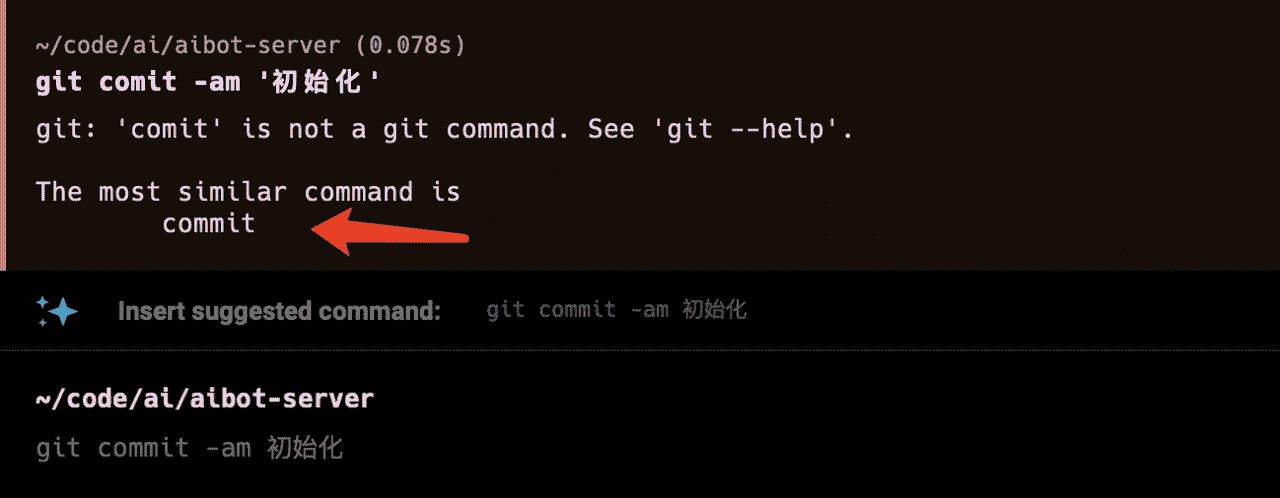 ~/code/ai/aibot-server (0.078s)
git comit -am '初始化'
git: 'comit' is not a git command. See 'git --help'.
The most similar command is
commit
Insert suggested command: git commit -am 初始化
~/code/ai/aibot-server
git commit -am 初始化